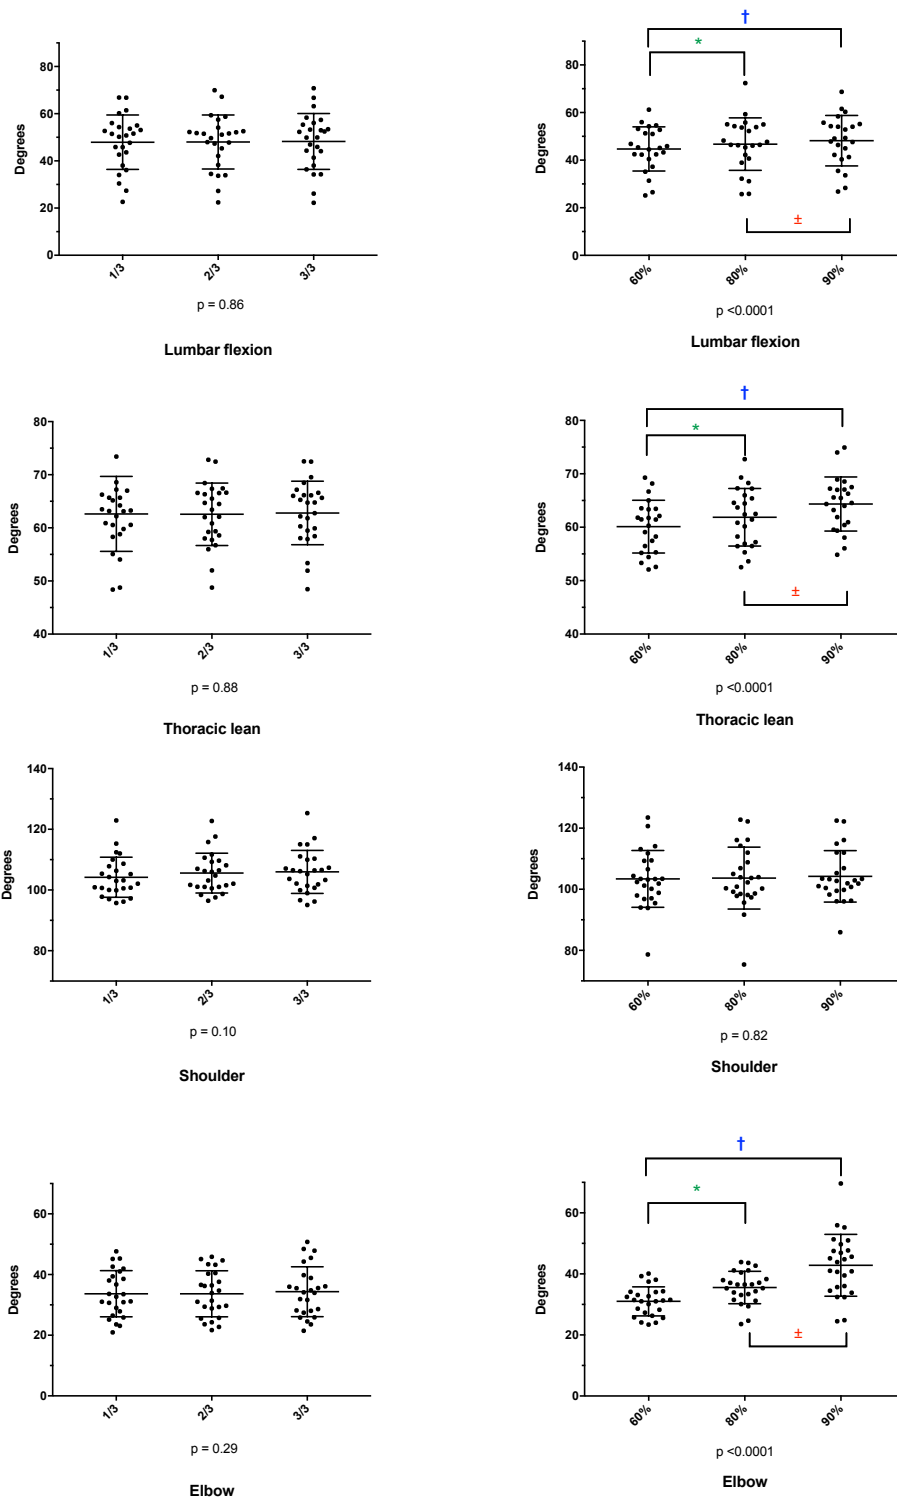 Degrees
80
60
40
20
0
1/3 2/3 3/3
p = 0.86
Lumbar flexion
†
*
Degrees
80
60
40
20
0
±
60% 80% 90%
p <0.0001
Lumbar flexion
Degrees
80
70
60
50
40
1/3 2/3 3/3
p = 0.88
Thoracic lean
†
*
Degrees
80
70
60
50
40
±
60% 80% 90%
p <0.0001
Thoracic lean
Degrees
140
120
100
80
1/3 2/3 3/3
p = 0.10
Shoulder
Degrees
140
120
100
80
60% 80% 90%
p = 0.82
Shoulder
Degrees
60
40
20
0
1/3 2/3 3/3
p = 0.29
Elbow
†
*
Degrees
60
40
20
0
±
60% 80% 90%
p <0.0001
Elbow